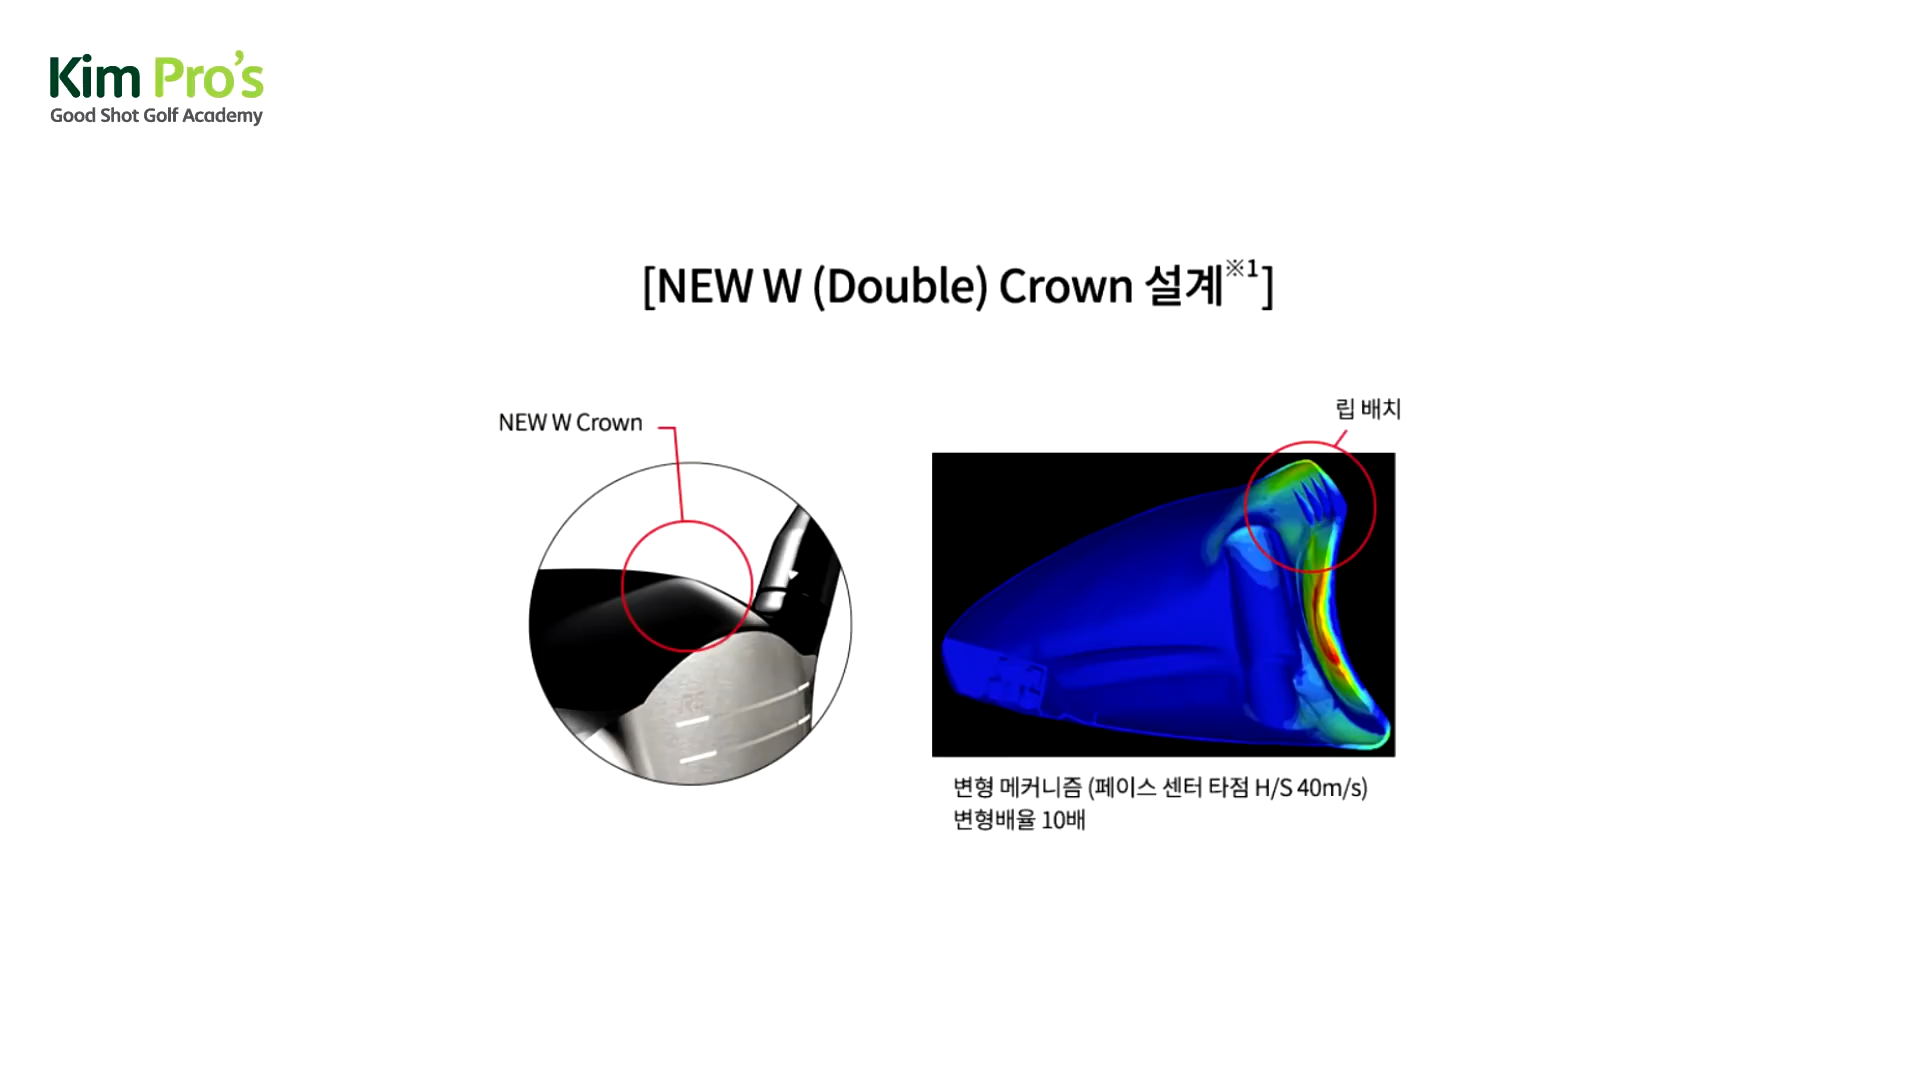 Kim Pro's
Good Shot Golf Academy
[NEW W (Double) Crown 설계※1]
NEW W Crown
립 배치
변형 메커니즘 (페이스 센터 타점 H/S 40m/s)
변형배율 10배